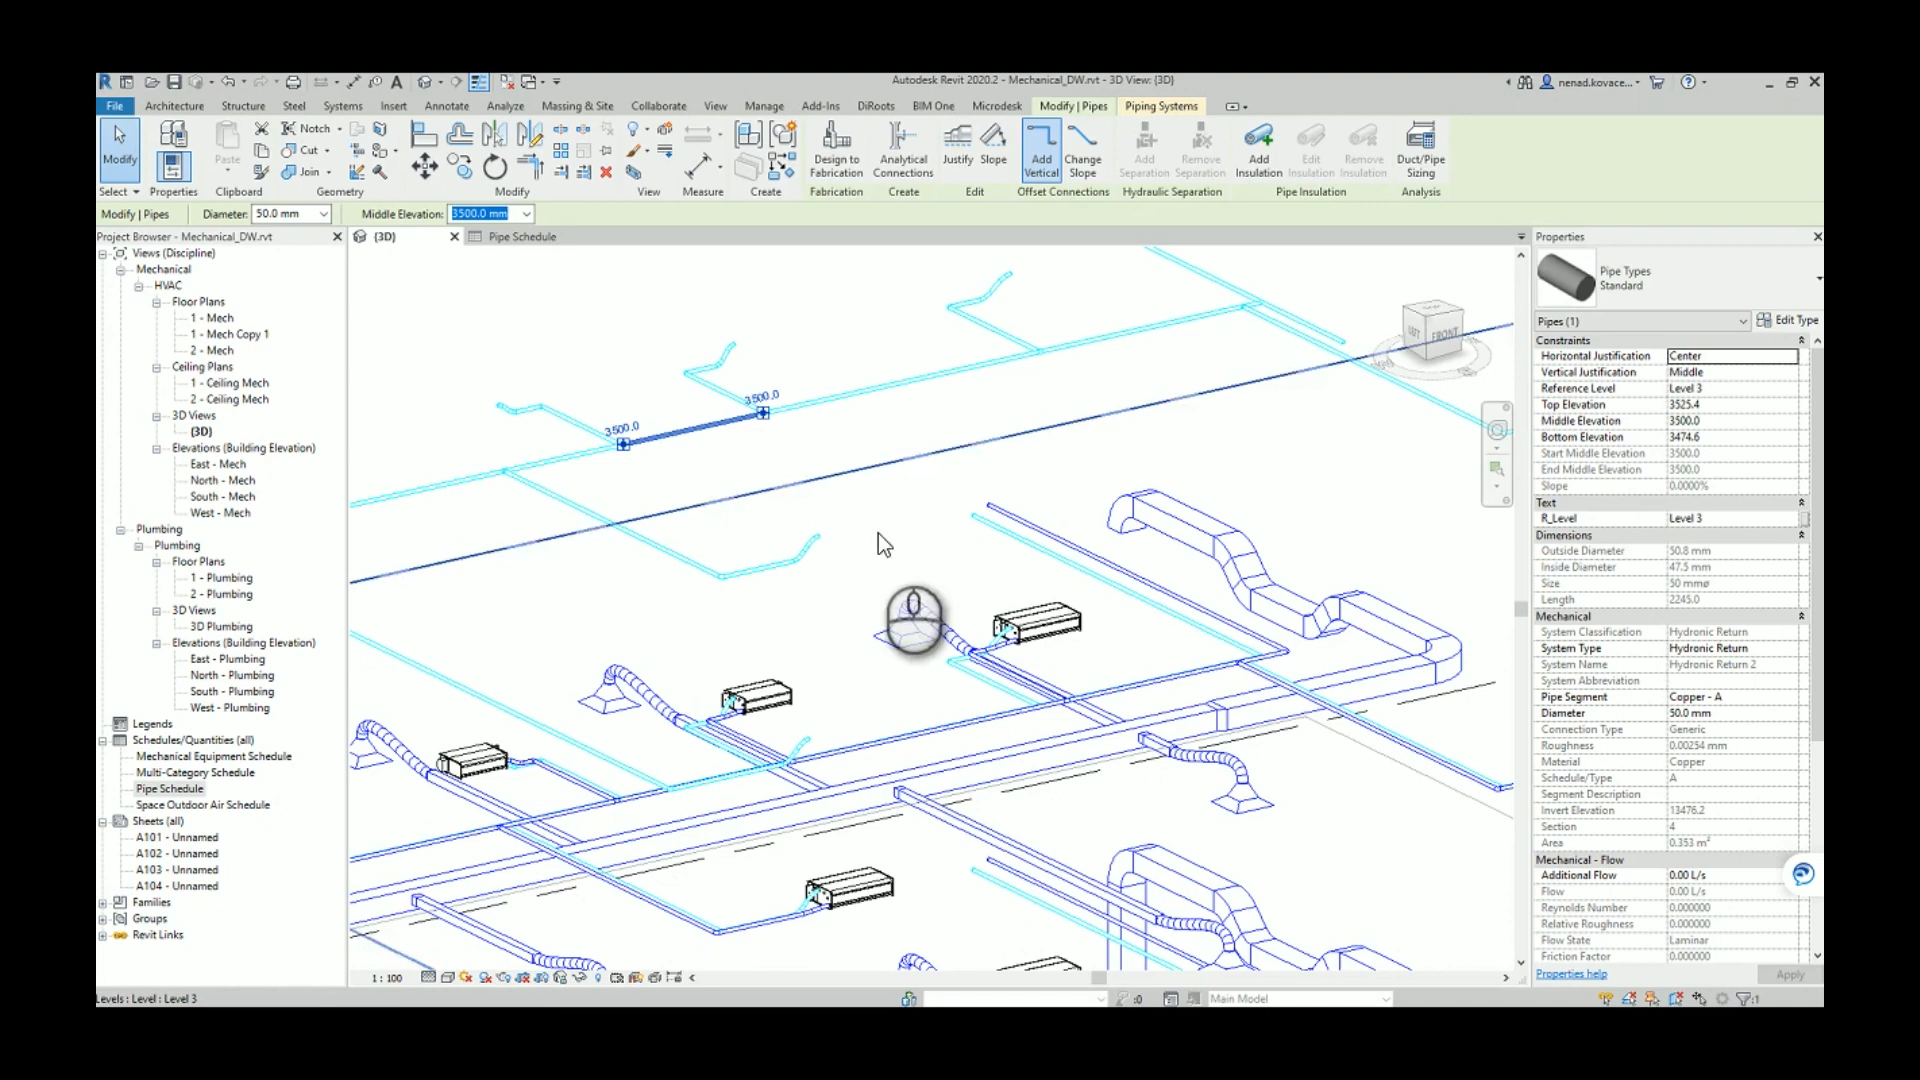 Autodesk Revit 2020.2 - Mechanical_DW.rvt - 3D View: {3D}
nenad.kovace...
File Architecture Structure Steel Systems Insert Annotate Analyze Massing & Site Collaborate View Manage Add-Ins DiRoots BIM One Microdesk Modify | Pipes Piping Systems
Modify
Properties
Paste
Notch
Cut
Join
Design to Fabrication
Analytical Connections
Justify
Slope
Add Vertical
Change Slope
Add Separation
Remove Separation
Add Insulation
Edit Insulation
Remove Insulation
Duct/Pipe Sizing
Select Properties Clipboard Geometry Modify View Measure Create Fabrication Create Edit Offset Connections Hydraulic Separation Pipe Insulation Analysis
Modify | Pipes Diameter: 50.0 mm Middle Elevation: 3500.0 mm
Project Browser - Mechanical_DW.rvt
{3D}
Pipe Schedule
Views (Discipline)
Mechanical
HVAC
Floor Plans
1 - Mech
1 - Mech Copy 1
2 - Mech
Ceiling Plans
1 - Ceiling Mech
2 - Ceiling Mech
3D Views
{3D}
Elevations (Building Elevation)
East - Mech
North - Mech
South - Mech
West - Mech
Plumbing
Plumbing
Floor Plans
1 - Plumbing
2 - Plumbing
3D Views
3D Plumbing
Elevations (Building Elevation)
East - Plumbing
North - Plumbing
South - Plumbing
West - Plumbing
Legends
Schedules/Quantities (all)
Mechanical Equipment Schedule
Multi-Category Schedule
Pipe Schedule
Space Outdoor Air Schedule
Sheets (all)
A101 - Unnamed
A102 - Unnamed
A103 - Unnamed
A104 - Unnamed
Families
Groups
Revit Links
3500.0
3500.0
FRONT
Properties
Pipe Types
Standard
Pipes (1) Edit Type
Constraints
Horizontal Justification Center
Vertical Justification Middle
Reference Level Level 3
Top Elevation 3525.4
Middle Elevation 3500.0
Bottom Elevation 3474.6
Start Middle Elevation 3500.0
End Middle Elevation 3500.0
Slope 0.0000%
Text
R_Level Level 3
Dimensions
Outside Diameter 50.8 mm
Inside Diameter 47.5 mm
Size 50 mmø
Length 2245.0
Mechanical
System Classification Hydronic Return
System Type Hydronic Return
System Name Hydronic Return 2
System Abbreviation
Pipe Segment Copper - A
Diameter 50.0 mm
Connection Type Generic
Roughness 0.00254 mm
Material Copper
Schedule/Type A
Segment Description
Invert Elevation 13476.2
Section 4
Area 0.353 m²
Mechanical - Flow
Additional Flow 0.00 L/s
Flow 0.00 L/s
Reynolds Number 0.000000
Relative Roughness 0.000000
Flow State Laminar
Friction Factor 0.000000
Properties help Apply
1 : 100
Levels : Level : Level 3
:0
Main Model
:1